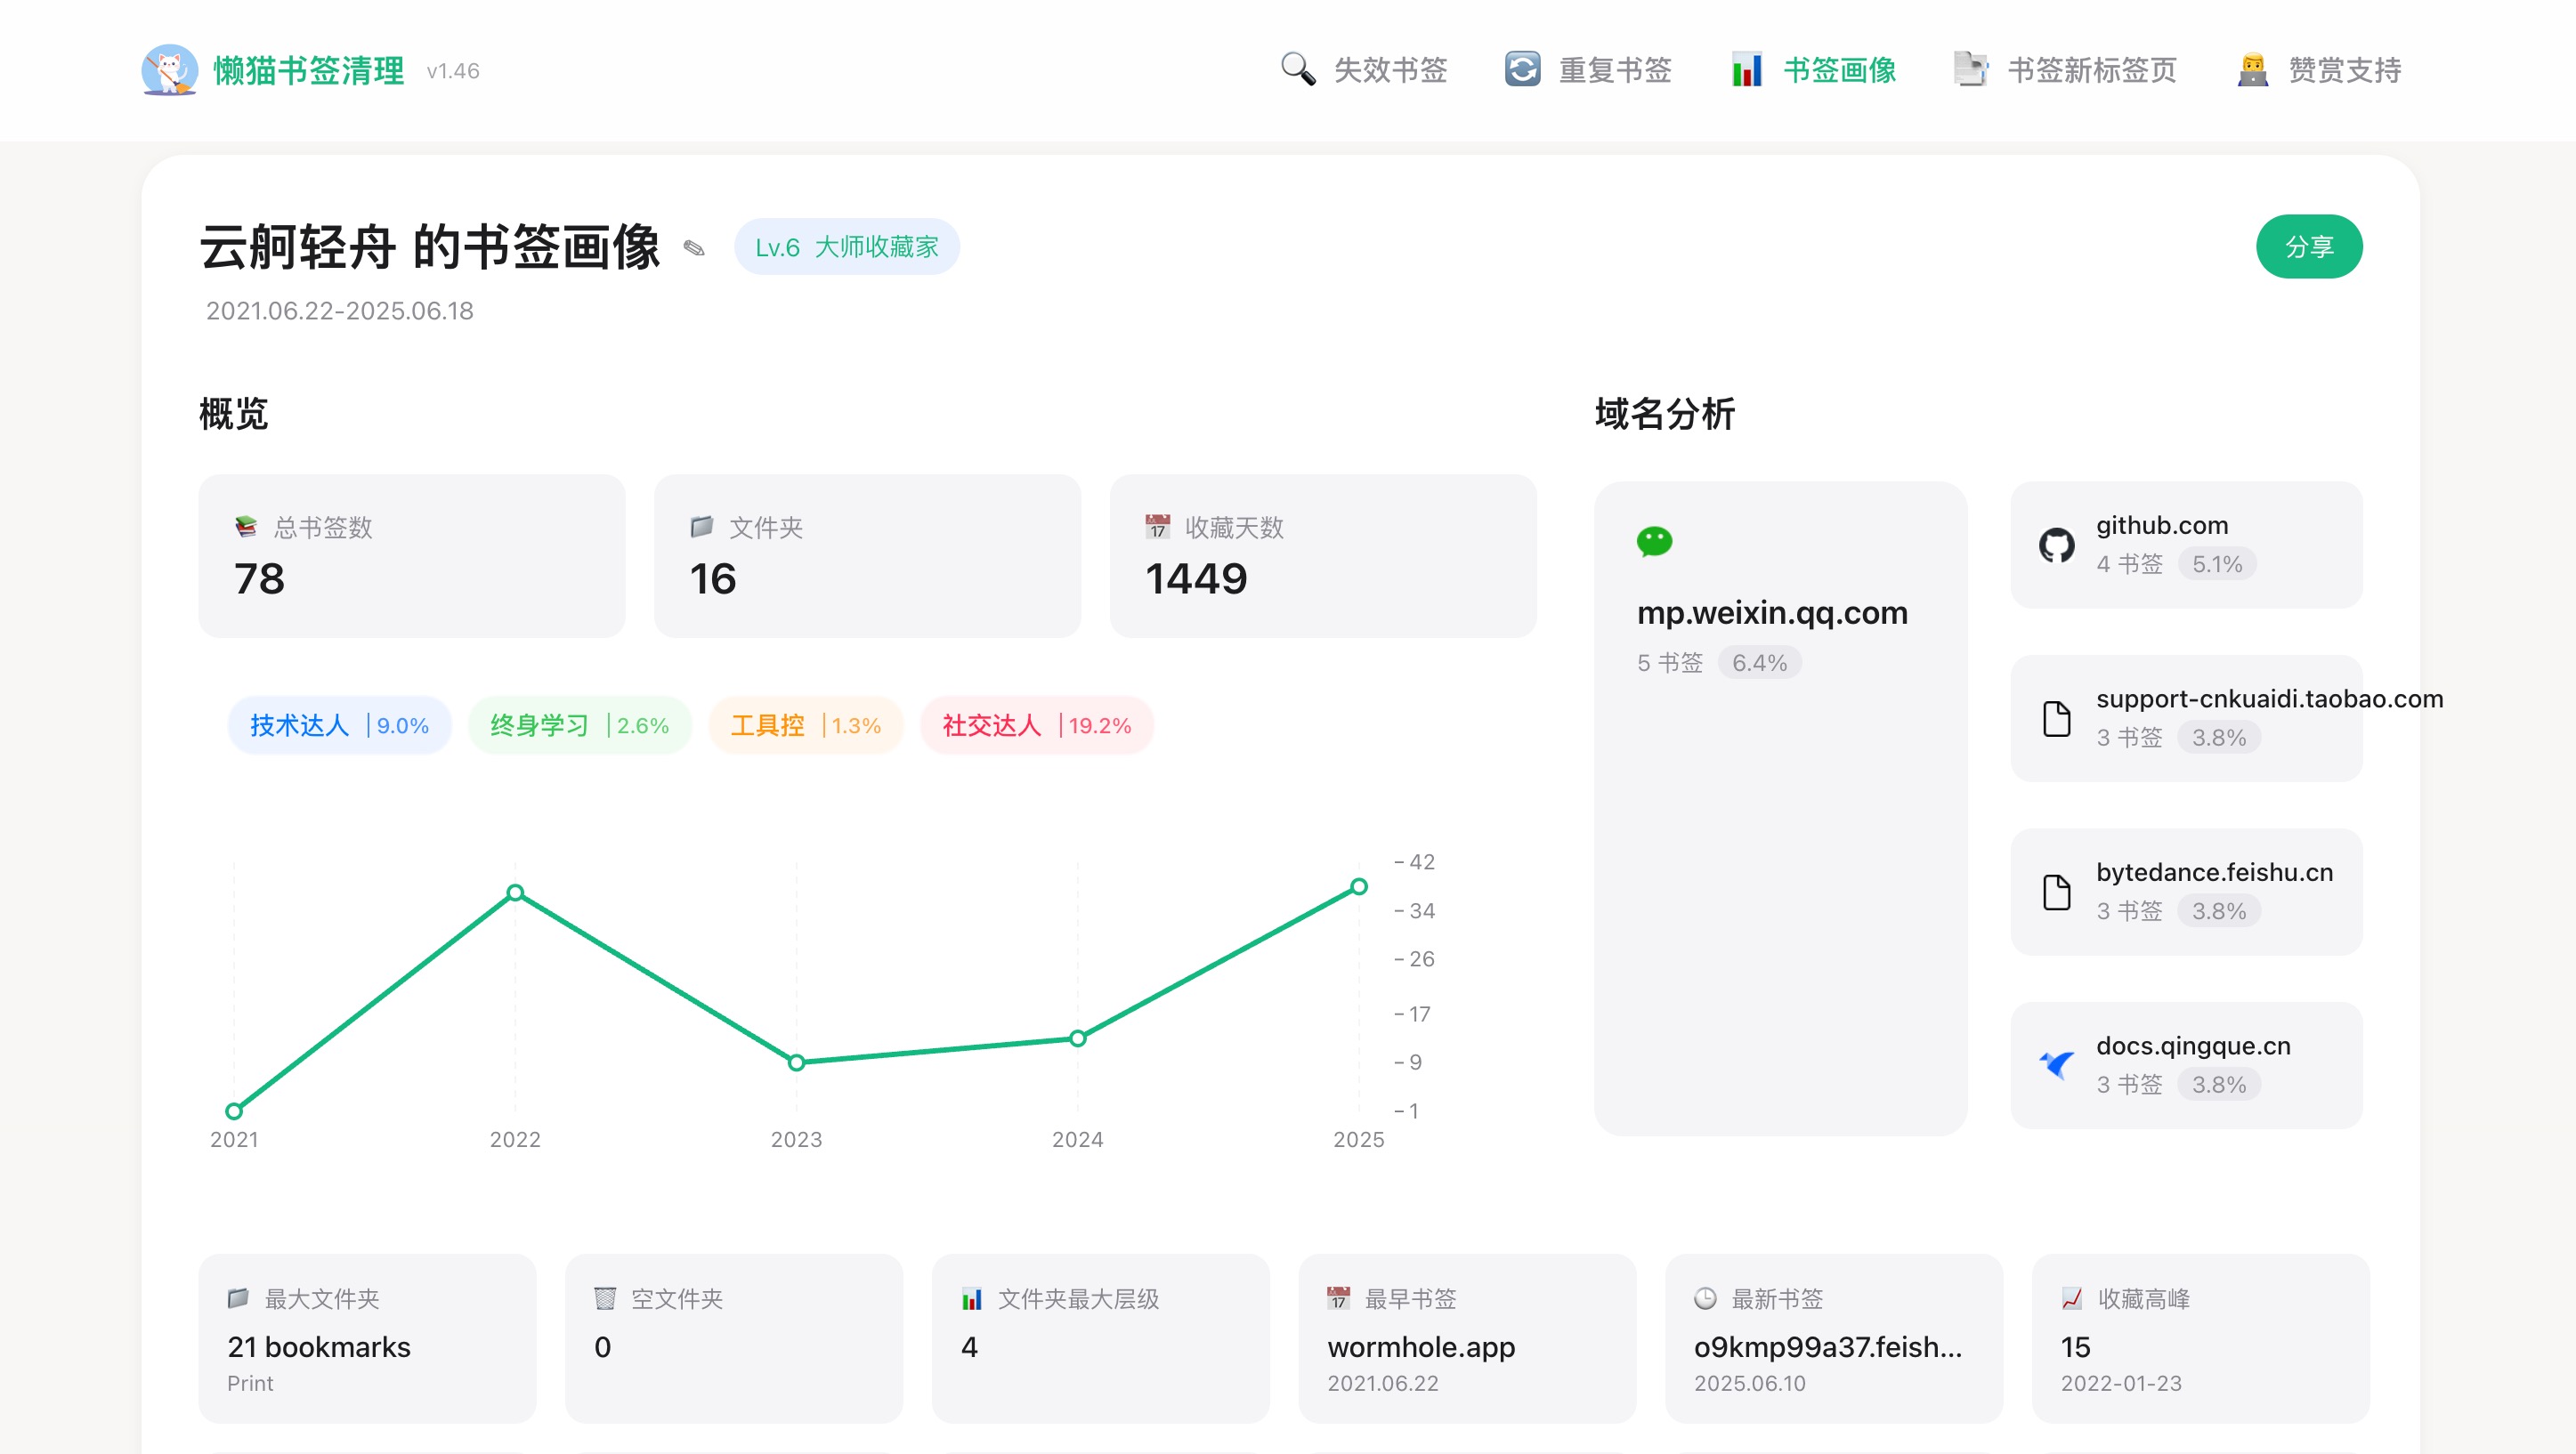 懒猫书签清理 v1.46
失效书签 重复书签 书签画像 书签新标签页 赞赏支持
云舸轻舟 的书签画像 Lv.6 大师收藏家
分享
2021.06.22-2025.06.18
概览
总书签数
78
文件夹
16
17 收藏天数
1449
技术达人 | 9.0% 终身学习 | 2.6% 工具控 | 1.3% 社交达人 | 19.2%
42
34
26
17
9
1
2021 2022 2023 2024 2025
域名分析
mp.weixin.qq.com
5 书签 6.4%
github.com
4 书签 5.1%
support-cnkuaidi.taobao.com
3 书签 3.8%
bytedance.feishu.cn
3 书签 3.8%
docs.qingque.cn
3 书签 3.8%
最大文件夹
21 bookmarks
Print
空文件夹
0
文件夹最大层级
4
17 最早书签
wormhole.app
2021.06.22
最新书签
o9kmp99a37.feish...
2025.06.10
收藏高峰
15
2022-01-23